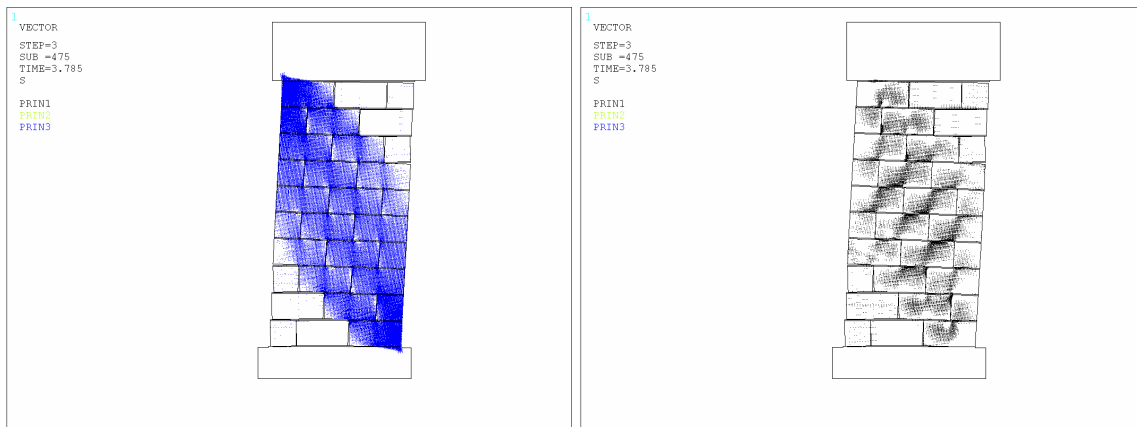 1
VECTOR
STEP=3
SUB =475
TIME=3.785
S
PRIN1
PRIN2
PRIN3
1
VECTOR
STEP=3
SUB =475
TIME=3.785
S
PRIN1
PRIN2
PRIN3